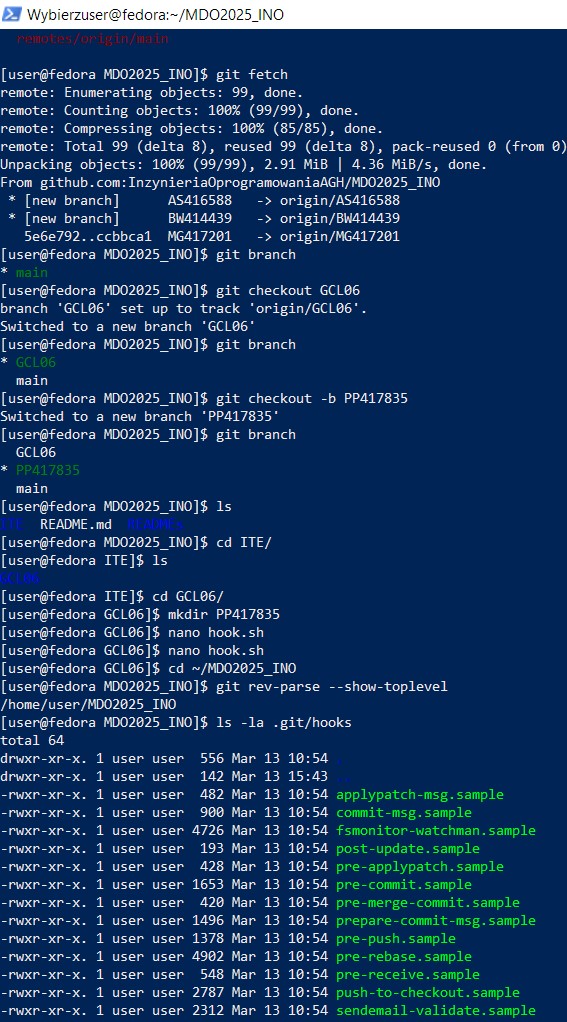 Wybierzuser@fedora:~/MDO2025_INO
remotes/origin/main
[user@fedora MDO2025_INO]$ git fetch
remote: Enumerating objects: 99, done.
remote: Counting objects: 100% (99/99), done.
remote: Compressing objects: 100% (85/85), done.
remote: Total 99 (delta 8), reused 99 (delta 8), pack-reused 0 (from 0)
Unpacking objects: 100% (99/99), 2.91 MiB | 4.36 MiB/s, done.
From github.com:InzynieriaOprogramowaniaAGH/MDO2025_INO
 * [new branch]      AS416588   -> origin/AS416588
 * [new branch]      BW414439   -> origin/BW414439
   5e6e792..ccbbca1  MG417201   -> origin/MG417201
[user@fedora MDO2025_INO]$ git branch
* main
[user@fedora MDO2025_INO]$ git checkout GCL06
branch 'GCL06' set up to track 'origin/GCL06'.
Switched to a new branch 'GCL06'
[user@fedora MDO2025_INO]$ git branch
* GCL06
  main
[user@fedora MDO2025_INO]$ git checkout -b PP417835
Switched to a new branch 'PP417835'
[user@fedora MDO2025_INO]$ git branch
  GCL06
* PP417835
  main
[user@fedora MDO2025_INO]$ ls
ITE  README.md  READMEs
[user@fedora MDO2025_INO]$ cd ITE/
[user@fedora ITE]$ ls
GCL06
[user@fedora ITE]$ cd GCL06/
[user@fedora GCL06]$ mkdir PP417835
[user@fedora GCL06]$ nano hook.sh
[user@fedora GCL06]$ nano hook.sh
[user@fedora GCL06]$ cd ~/MDO2025_INO
[user@fedora MDO2025_INO]$ git rev-parse --show-toplevel
/home/user/MDO2025_INO
[user@fedora MDO2025_INO]$ ls -la .git/hooks
total 64
drwxr-xr-x. 1 user user  556 Mar 13 10:54 .
drwxr-xr-x. 1 user user  142 Mar 13 15:43 ..
-rwxr-xr-x. 1 user user  482 Mar 13 10:54 applypatch-msg.sample
-rwxr-xr-x. 1 user user  900 Mar 13 10:54 commit-msg.sample
-rwxr-xr-x. 1 user user 4726 Mar 13 10:54 fsmonitor-watchman.sample
-rwxr-xr-x. 1 user user  193 Mar 13 10:54 post-update.sample
-rwxr-xr-x. 1 user user  428 Mar 13 10:54 pre-applypatch.sample
-rwxr-xr-x. 1 user user 1653 Mar 13 10:54 pre-commit.sample
-rwxr-xr-x. 1 user user  420 Mar 13 10:54 pre-merge-commit.sample
-rwxr-xr-x. 1 user user 1496 Mar 13 10:54 prepare-commit-msg.sample
-rwxr-xr-x. 1 user user 1378 Mar 13 10:54 pre-push.sample
-rwxr-xr-x. 1 user user 4902 Mar 13 10:54 pre-rebase.sample
-rwxr-xr-x. 1 user user  548 Mar 13 10:54 pre-receive.sample
-rwxr-xr-x. 1 user user 2787 Mar 13 10:54 push-to-checkout.sample
-rwxr-xr-x. 1 user user 2312 Mar 13 10:54 sendemail-validate.sample